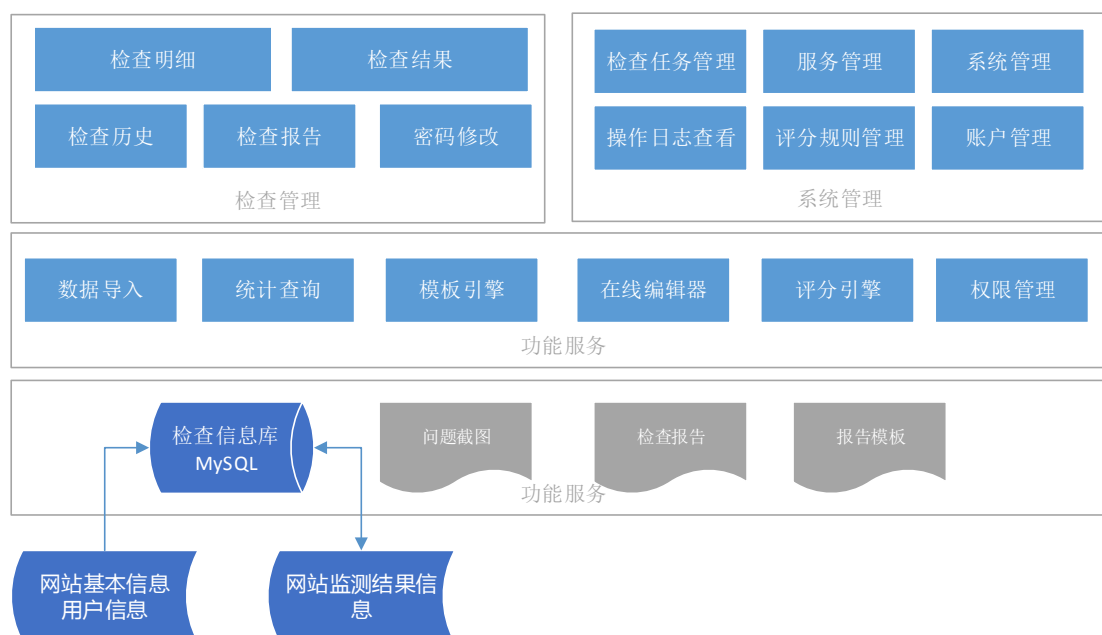 检查明细
检查结果
检查历史
检查报告
密码修改
检查管理
检查任务管理
服务管理
系统管理
操作日志查看
评分规则管理
账户管理
系统管理
数据导入
统计查询
模板引擎
在线编辑器
评分引擎
权限管理
功能服务
检查信息库
MySQL
问题截图
检查报告
报告模板
功能服务
网站基本信息
用户信息
网站监测结果信
息